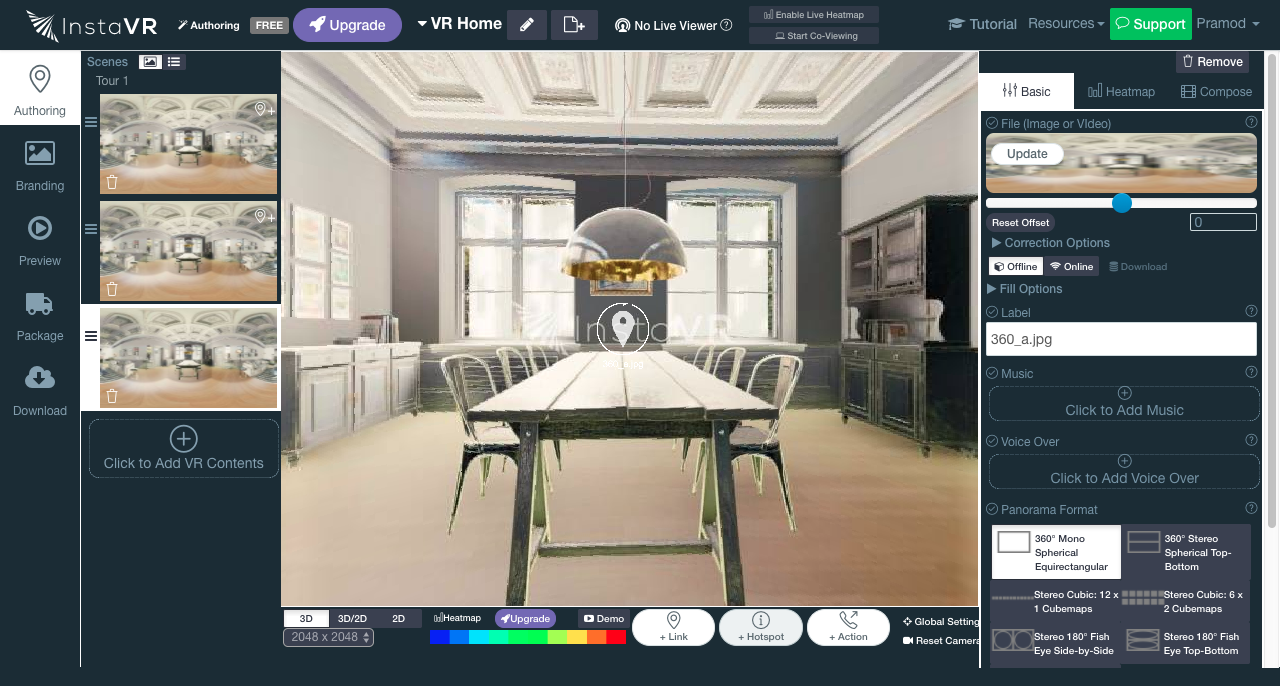 InstaVR
Authoring
FREE
Upgrade
VR Home
No Live Viewer
Enable Live Heatmap
Start Co-Viewing
Tutorial
Resources
Support
Pramod
Authoring
Branding
Preview
Package
Download
Scenes
Tour 1
Click to Add VR Contents
InstaVR
3D
3D/2D
2D
2048 x 2048
Heatmap
Upgrade
Demo
+ Link
+ Hotspot
+ Action
Global Setting
Reset Camera
Remove
Basic
Heatmap
Compose
File (Image or VIdeo)
Update
Reset Offset
0
Correction Options
Offline
Online
Download
Fill Options
Label
360_a.jpg
Music
Click to Add Music
Voice Over
Click to Add Voice Over
Panorama Format
360° Mono
Spherical
Equirectangular
360° Stereo
Spherical Top-
Bottom
Stereo Cubic: 12 x
1 Cubemaps
Stereo Cubic: 6 x
2 Cubemaps
Stereo 180° Fish
Eye Side-by-Side
Stereo 180° Fish
Eye Top-Bottom